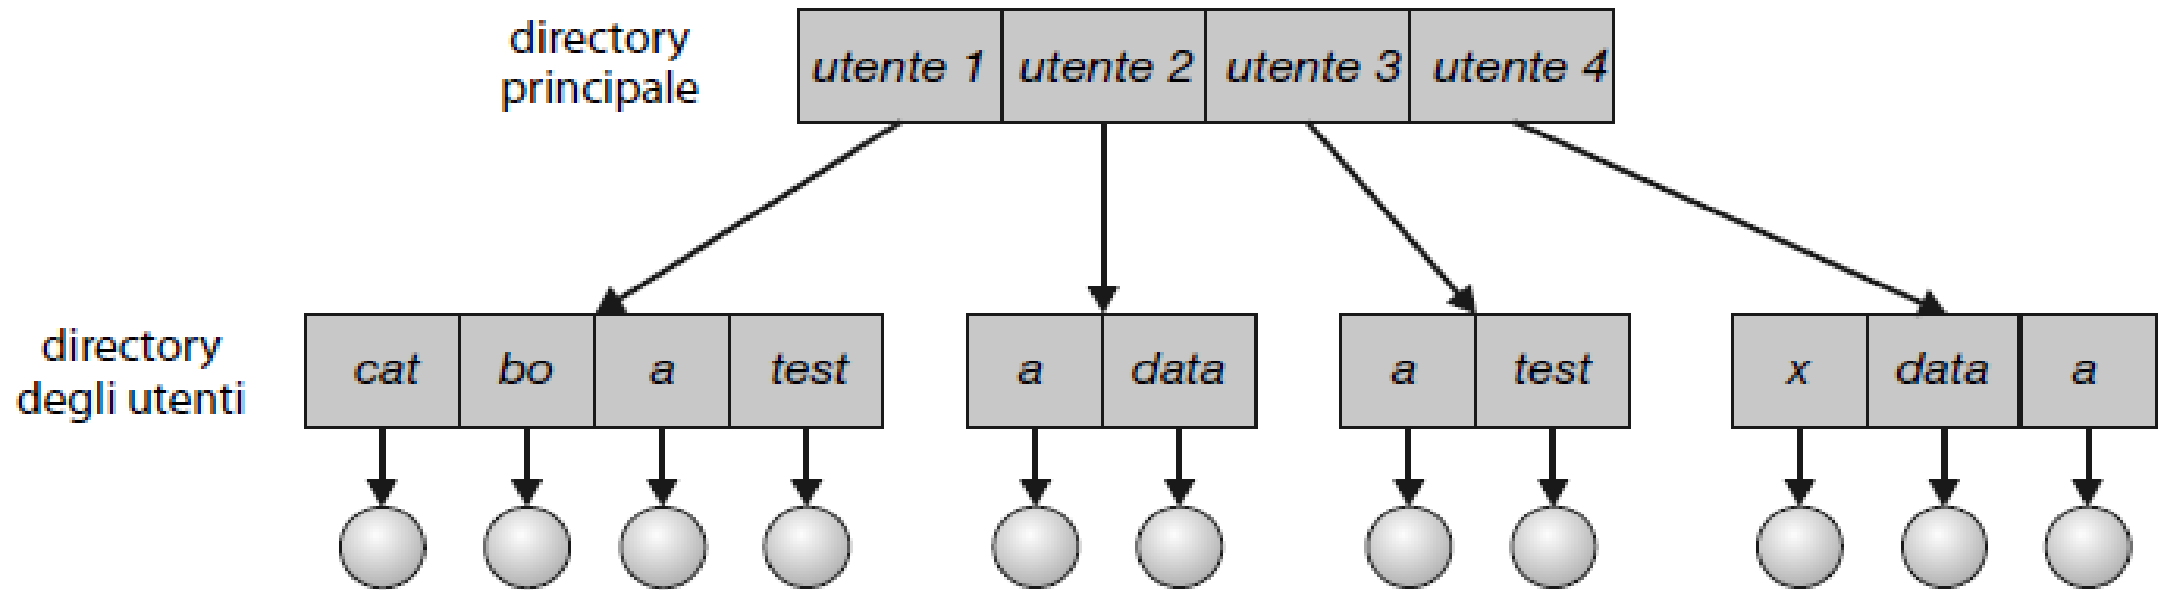 directory
principale
utente 1 utente 2 utente 3 utente 4
directory
degli utenti
cat bo a test a data a test x data a